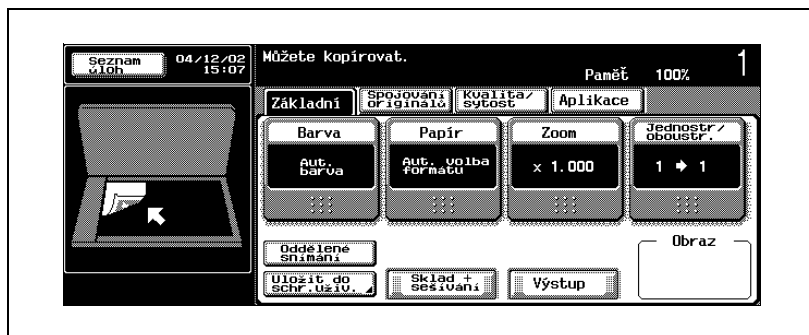 Seznam
úloh
04/12/02
15:07
Můžete kopírovat.
Paměť 100%
1
Základní
Spojování
originálů
Kvalita/
sytost
Aplikace
Barva
Papír
Zoom
Jednostr/
oboustr.
Aut.
barva
Aut. volba
formátu
x 1.000
1 ➔ 1
Oddělené
snímání
Obraz
Uložit do
schr.uživ.
Sklad +
sešívání
Výstup